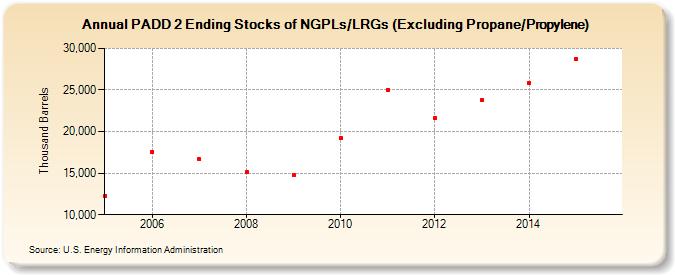 Annual PADD 2 Ending Stocks of NGPLs/LRGs (Excluding Propane/Propylene)
Thousand Barrels
30,000
25,000
20,000
15,000
10,000
2006 2008 2010 2012 2014
Source: U.S. Energy Information Administration